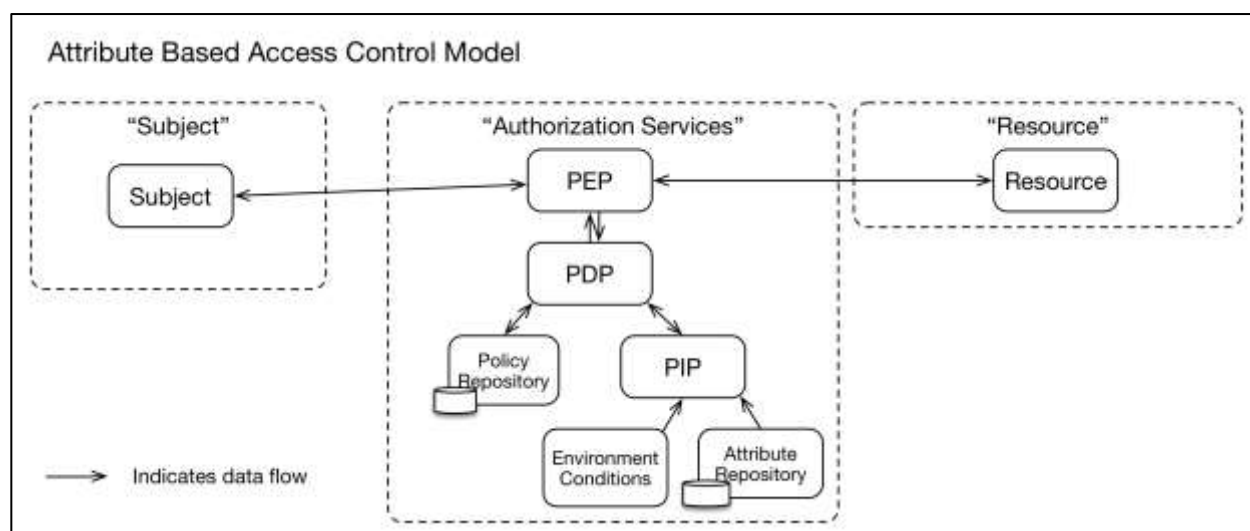 Attribute Based Access Control Model
“Subject”
“Authorization Services”
“Resource”
Subject
PEP
Resource
PDP
Policy
Repository
PIP
Environment
Conditions
Attribute
Repository
Indicates data flow